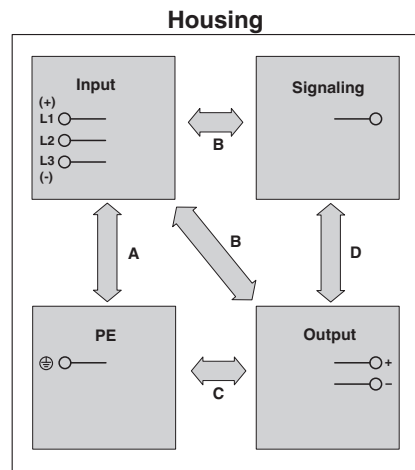 Housing
Input
(+)
L1
L2
L3
(-)
Signaling
B
A
B
D
PE
C
Output
+
–